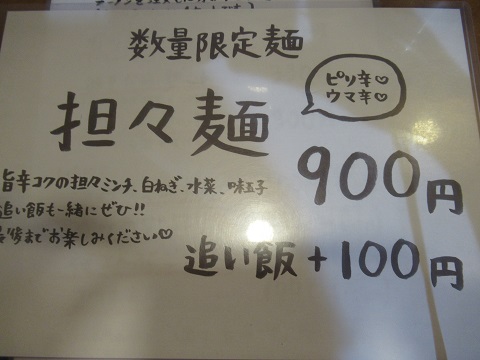 数量限定麺
ピリ辛♡
ウマ辛♡
担々麺
900円
旨辛コクの担々ミンチ、白ねぎ、水菜、味玉子
追い飯も一緒にぜひ!!
最後までお楽しみください♡
追い飯+100円